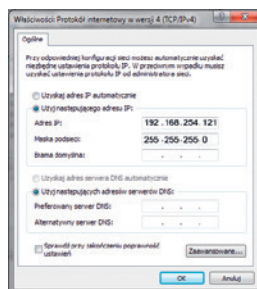 Właściwości: Protokół internetowy w wersji 4 (TCP/IPv4)
Ogólne
Przy odpowiedniej konfiguracji sieci możesz automatycznie uzyskać
niezbędne ustawienia protokołu IP. W przeciwnym wypadku musisz
uzyskać ustawienia protokołu IP od administratora sieci.
Uzyskaj adres IP automatycznie
Użyj następującego adresu IP:
Adres IP: 192 . 168 . 254 . 121
Maska podsieci: 255 . 255 . 255 . 0
Brama domyślna: . . .
Uzyskaj adres serwera DNS automatycznie
Użyj następujących adresów serwerów DNS:
Preferowany serwer DNS: . . .
Alternatywny serwer DNS: . . .
Sprawdź przy zakończeniu poprawność
ustawień
Zaawansowane...
OK
Anuluj